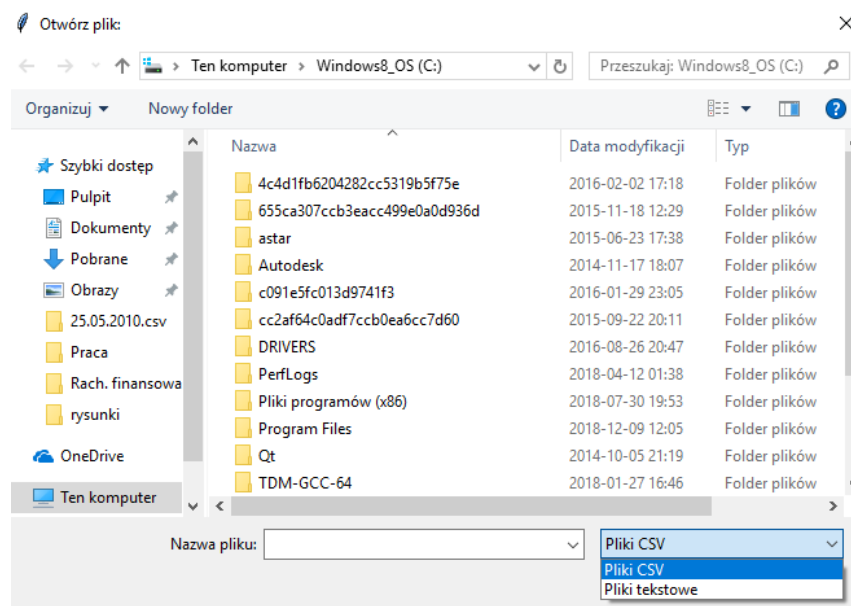 Otwórz plik:
Ten komputer > Windows8_OS (C:)
Przeszukaj: Windows8_OS (C:)
Organizuj
Nowy folder
?
Szybki dostęp
Pulpit
Dokumenty
Pobrane
Obrazy
25.05.2010.csv
Praca
Rach. finansowa
rysunki
OneDrive
Ten komputer
Nazwa Data modyfikacji Typ
4c4d1fb6204282cc5319b5f75e 2016-02-02 17:18 Folder plików
655ca307ccb3eacc499e0a0d936d 2015-11-18 12:29 Folder plików
astar 2015-06-23 17:38 Folder plików
Autodesk 2014-11-17 18:07 Folder plików
c091e5fc013d9741f3 2016-01-29 23:05 Folder plików
cc2af64c0adf7ccb0ea6cc7d60 2015-09-22 20:11 Folder plików
DRIVERS 2016-08-26 20:47 Folder plików
PerfLogs 2018-04-12 01:38 Folder plików
Pliki programów (x86) 2018-07-30 19:53 Folder plików
Program Files 2018-12-09 12:05 Folder plików
Qt 2014-10-05 21:19 Folder plików
TDM-GCC-64 2018-01-27 16:46 Folder plików
Nazwa pliku:
Pliki CSV
Pliki CSV
Pliki tekstowe